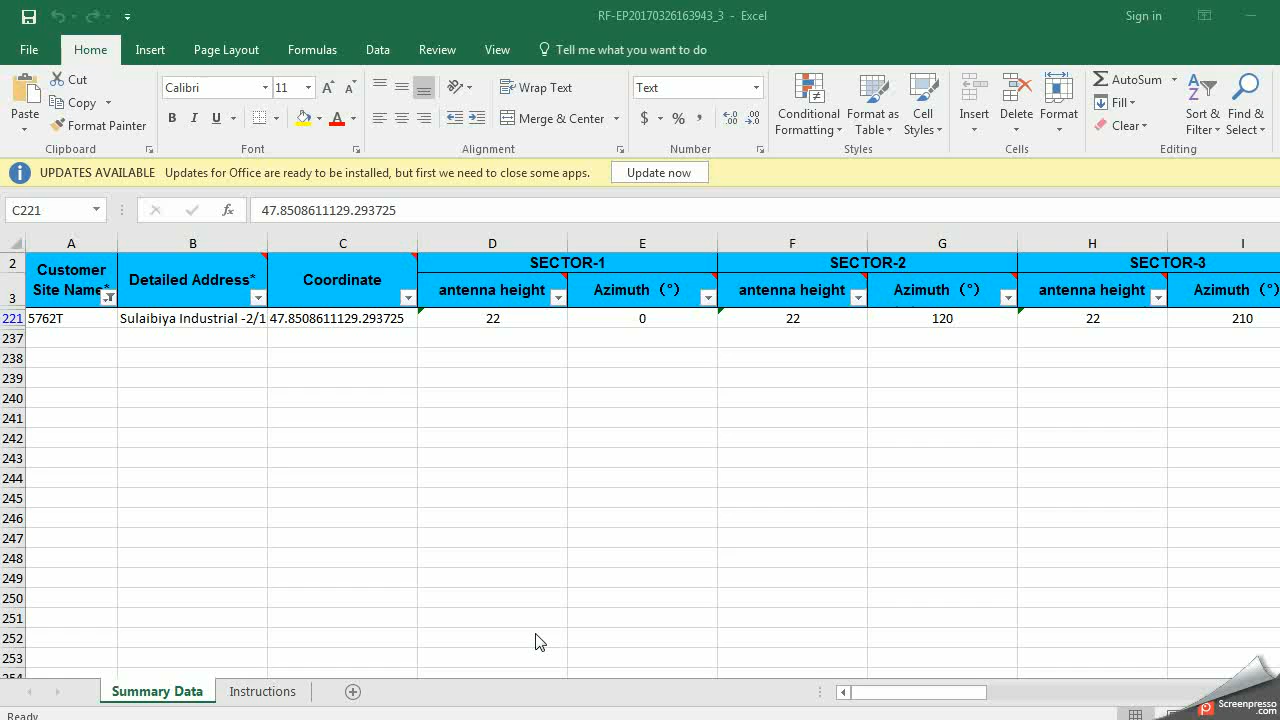 RF-EP20170326163943_3 - Excel
Sign in
File Home Insert Page Layout Formulas Data Review View Tell me what you want to do
Paste
Cut
Copy
Format Painter
Clipboard
Calibri 11
A A
B I U
A
Font
Wrap Text
Merge & Center
Alignment
Text
$ % ,
.00
Number
Conditional Formatting
Format as Table
Cell Styles
Styles
Insert Delete Format
Cells
AutoSum
Fill
Clear
Sort & Filter
Find & Select
Editing
UPDATES AVAILABLE Updates for Office are ready to be installed, but first we need to close some apps. Update now
C221 fx 47.8508611129.293725
A B C D E F G H I
2 SECTOR-1 SECTOR-2 SECTOR-3
3 Customer Site Name* Detailed Address* Coordinate antenna height Azimuth (°) antenna height Azimuth (°) antenna height Azimuth (°)
221 5762T Sulaibiya Industrial -2/1 47.8508611129.293725 22 0 22 120 22 210
237
238
239
240
241
242
243
244
245
246
247
248
249
250
251
252
253
254
Summary Data Instructions
Ready
Screenpresso
.com